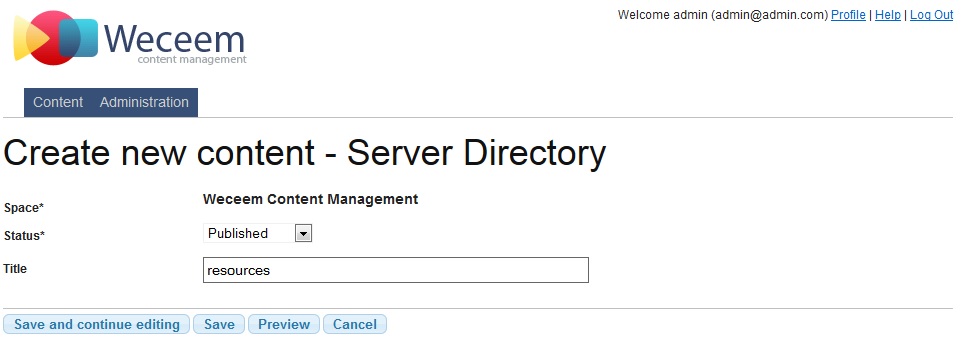 Welcome admin (admin@admin.com) Profile | Help | Log Out
Weceem
content management
Content Administration
Create new content - Server Directory
Space* Weceem Content Management
Status* Published
Title resources
Save and continue editing Save Preview Cancel